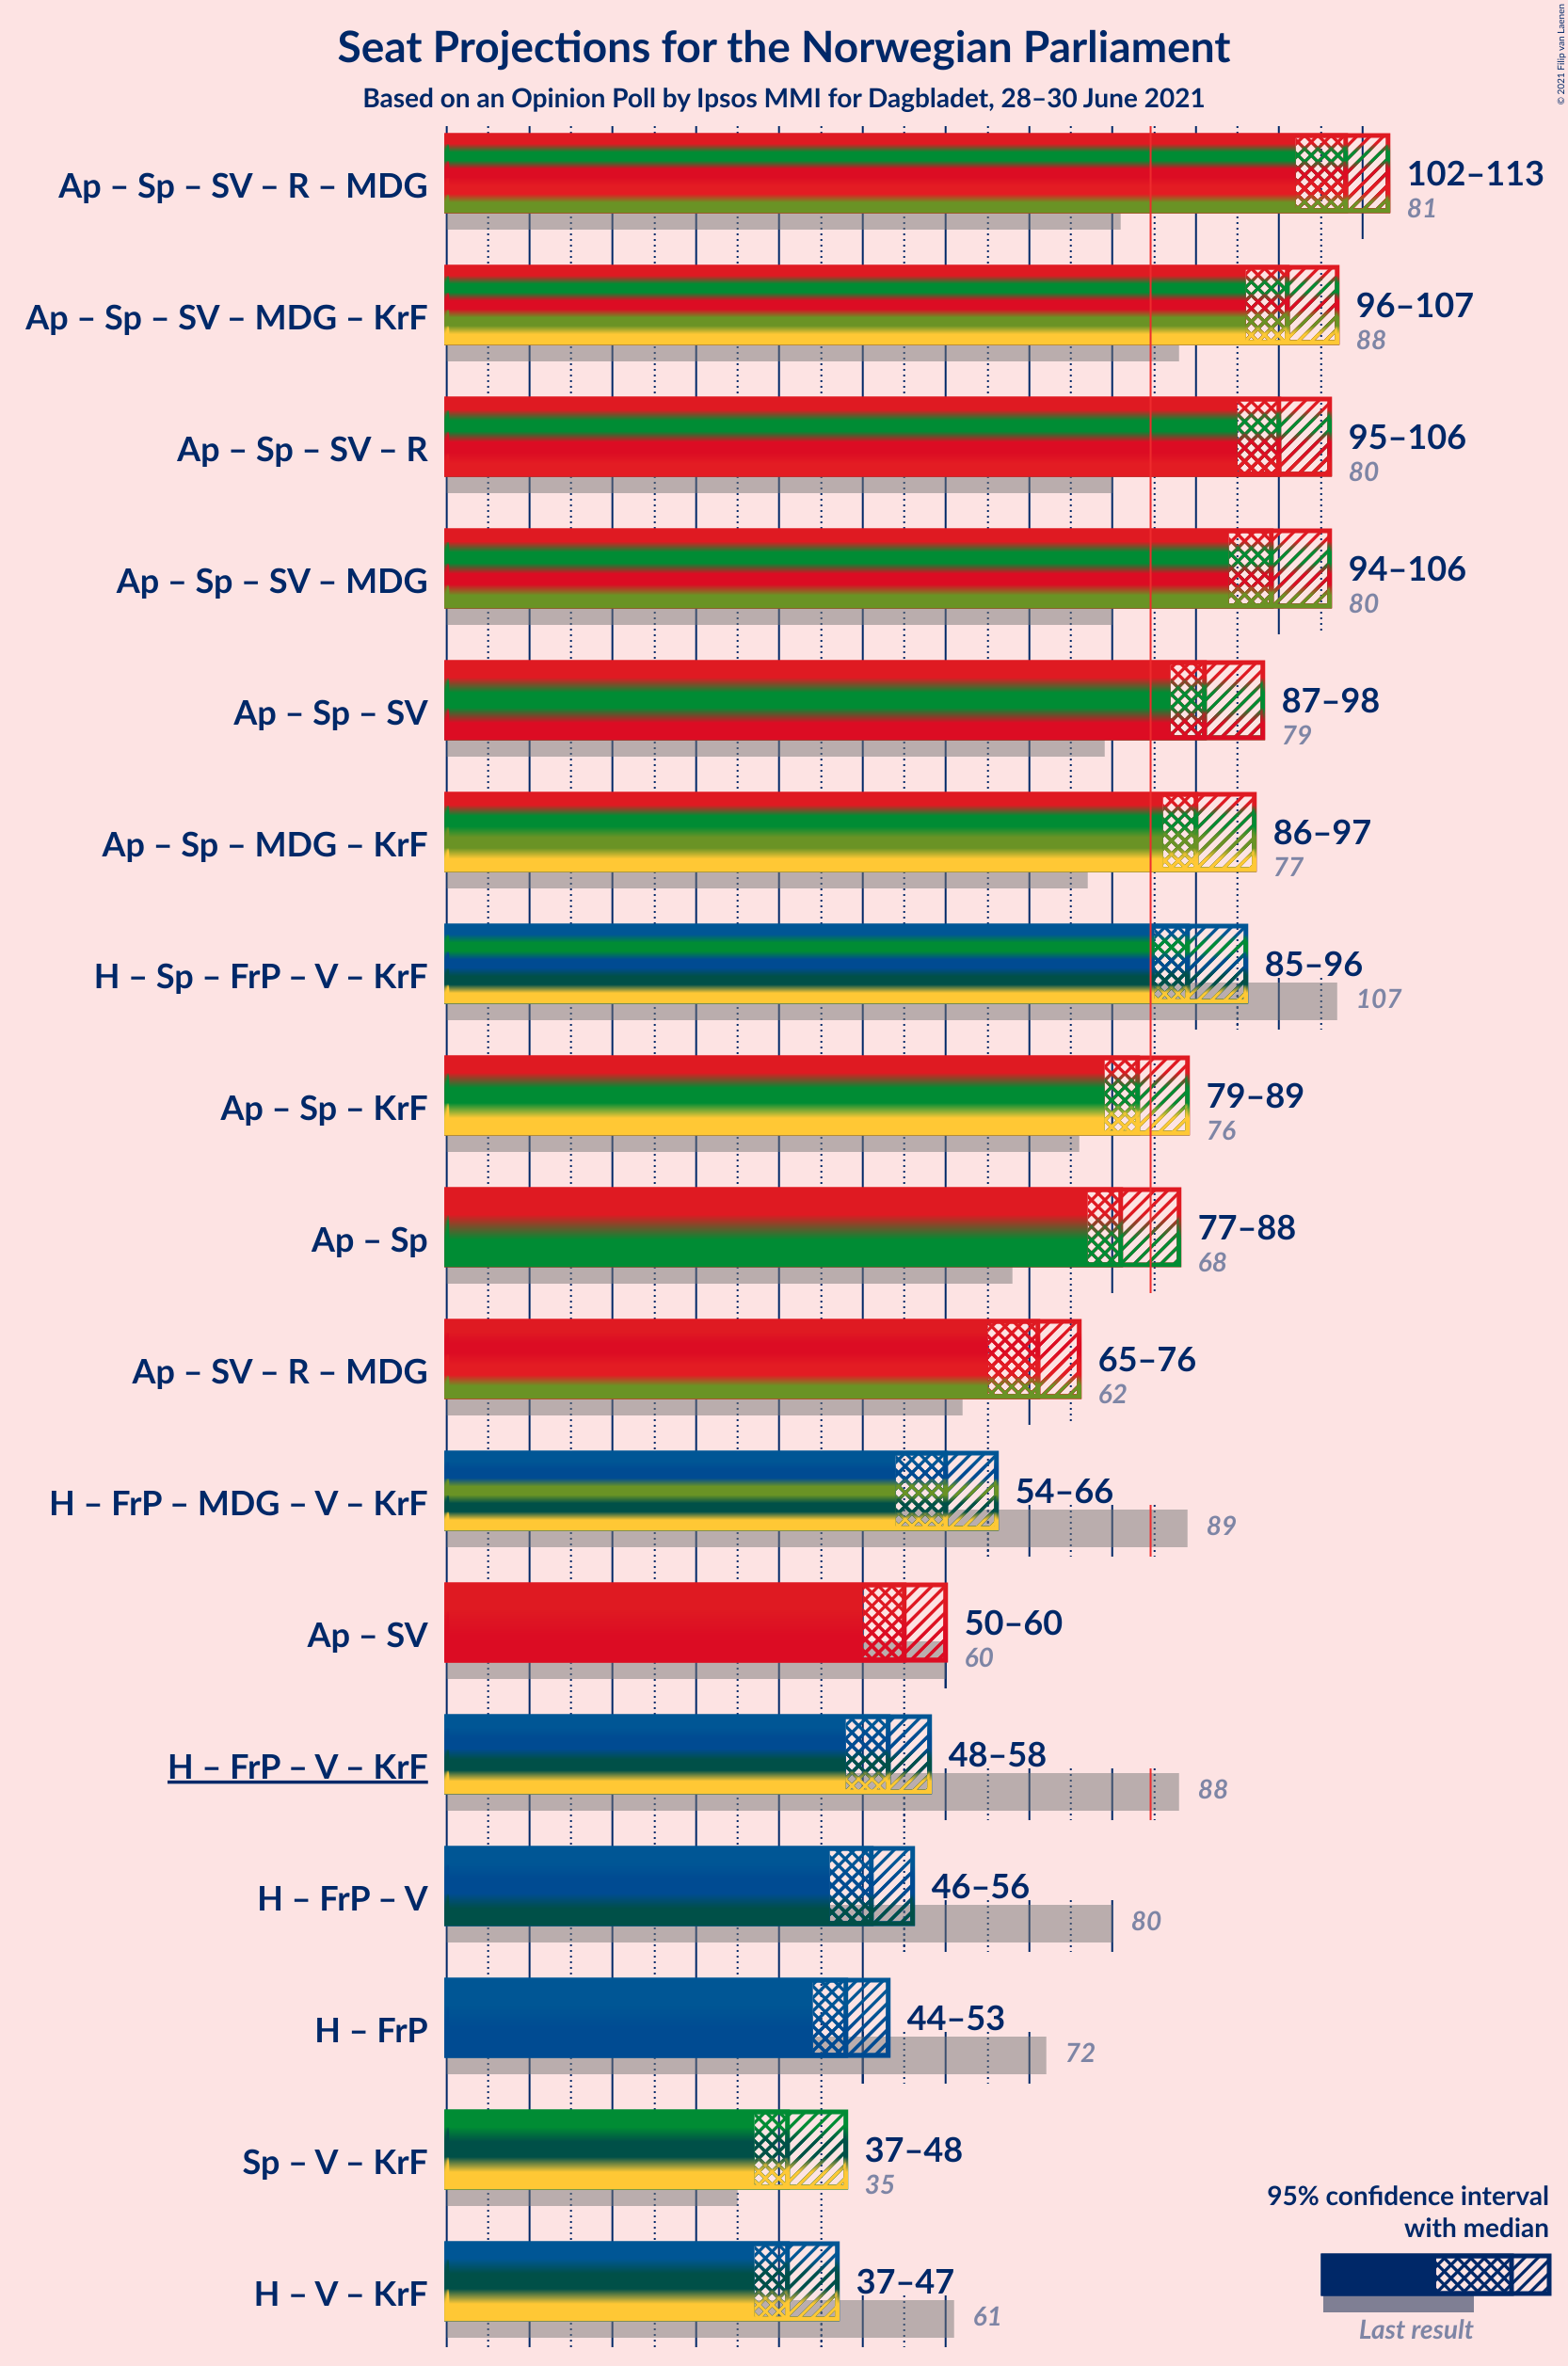 Seat Projections for the Norwegian Parliament
Based on an Opinion Poll by Ipsos MMI for Dagbladet, 28–30 June 2021
© 2021 Filip van Laenen
Ap – Sp – SV – R – MDG
102–113
81
Ap – Sp – SV – MDG – KrF
96–107
88
Ap – Sp – SV – R
95–106
80
Ap – Sp – SV – MDG
94–106
80
Ap – Sp – SV
87–98
79
Ap – Sp – MDG – KrF
86–97
77
H – Sp – FrP – V – KrF
85–96
107
Ap – Sp – KrF
79–89
76
Ap – Sp
77–88
68
Ap – SV – R – MDG
65–76
62
H – FrP – MDG – V – KrF
54–66
89
Ap – SV
50–60
60
H – FrP – V – KrF
48–58
88
H – FrP – V
46–56
80
H – FrP
44–53
72
Sp – V – KrF
37–48
35
H – V – KrF
37–47
61
95% confidence interval
with median
Last result